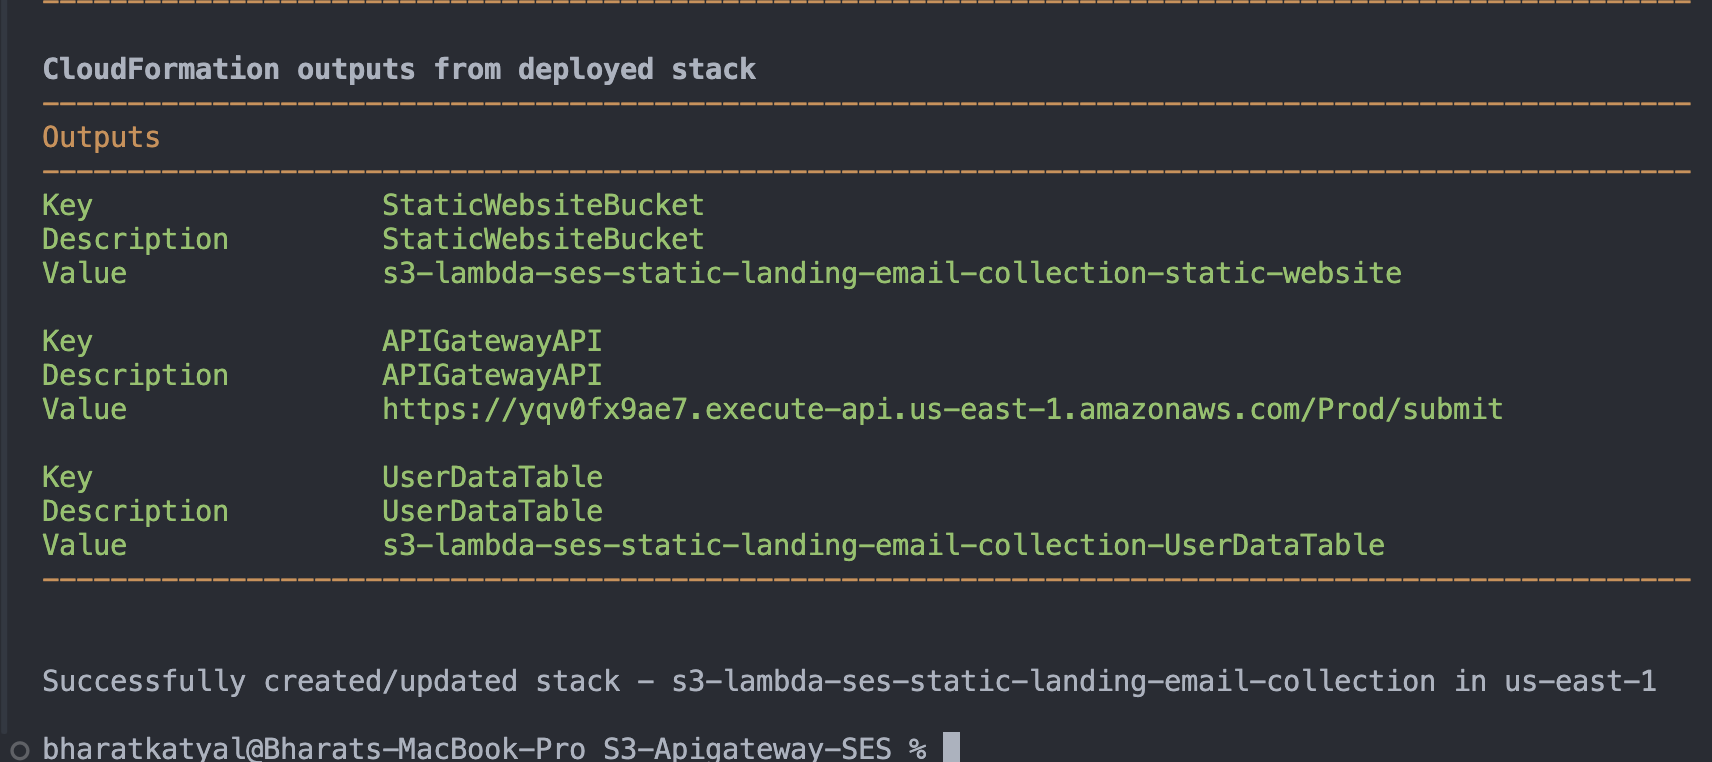 CloudFormation outputs from deployed stack
-------------------------------------------------------------------------------------------------
Outputs
-------------------------------------------------------------------------------------------------
Key                 StaticWebsiteBucket
Description         StaticWebsiteBucket
Value               s3-lambda-ses-static-landing-email-collection-static-website
Key                 APIGatewayAPI
Description         APIGatewayAPI
Value               https://yqv0fx9ae7.execute-api.us-east-1.amazonaws.com/Prod/submit
Key                 UserDataTable
Description         UserDataTable
Value               s3-lambda-ses-static-landing-email-collection-UserDataTable
-------------------------------------------------------------------------------------------------
Successfully created/updated stack - s3-lambda-ses-static-landing-email-collection in us-east-1
bharatkatyal@Bharats-MacBook-Pro S3-Apigateway-SES %